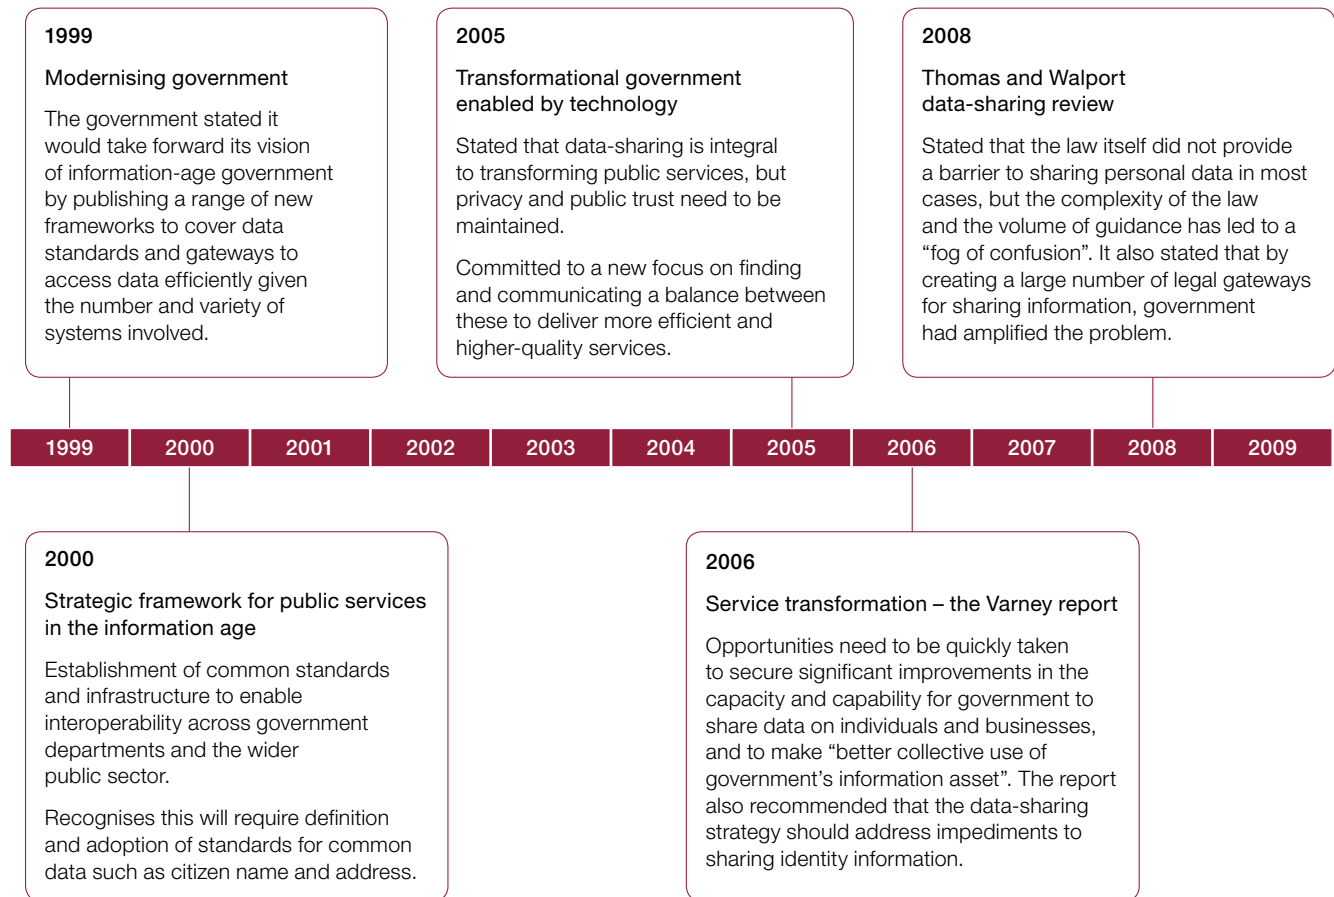 1999
Modernising government
The government stated it
would take forward its vision
of information-age government
by publishing a range of new
frameworks to cover data
standards and gateways to
access data efficiently given
the number and variety of
systems involved.
2005
Transformational government
enabled by technology
Stated that data-sharing is integral
to transforming public services, but
privacy and public trust need to be
maintained.
Committed to a new focus on finding
and communicating a balance between
these to deliver more efficient and
higher-quality services.
2008
Thomas and Walport
data-sharing review
Stated that the law itself did not provide
a barrier to sharing personal data in most
cases, but the complexity of the law
and the volume of guidance has led to a
“fog of confusion”. It also stated that by
creating a large number of legal gateways
for sharing information, government
had amplified the problem.
1999 2000 2001 2002 2003 2004 2005 2006 2007 2008 2009
2000
Strategic framework for public services
in the information age
Establishment of common standards
and infrastructure to enable
interoperability across government
departments and the wider
public sector.
Recognises this will require definition
and adoption of standards for common
data such as citizen name and address.
2006
Service transformation – the Varney report
Opportunities need to be quickly taken
to secure significant improvements in the
capacity and capability for government to
share data on individuals and businesses,
and to make “better collective use of
government’s information asset”. The report
also recommended that the data-sharing
strategy should address impediments to
sharing identity information.